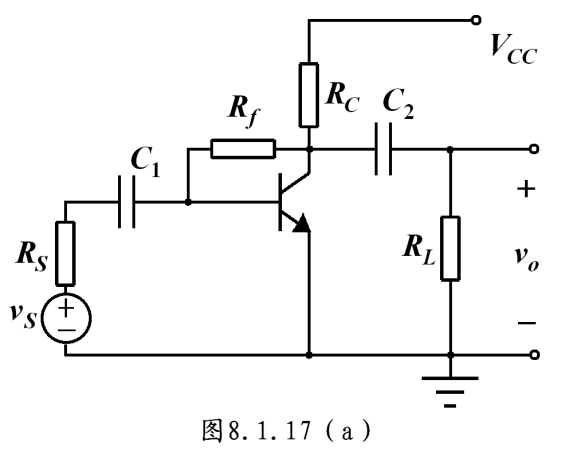 V_CC
R_C
C_2
R_f
C_1
+
R_S
R_L
v_o
v_S
+
−
−
图8.1.17（a）